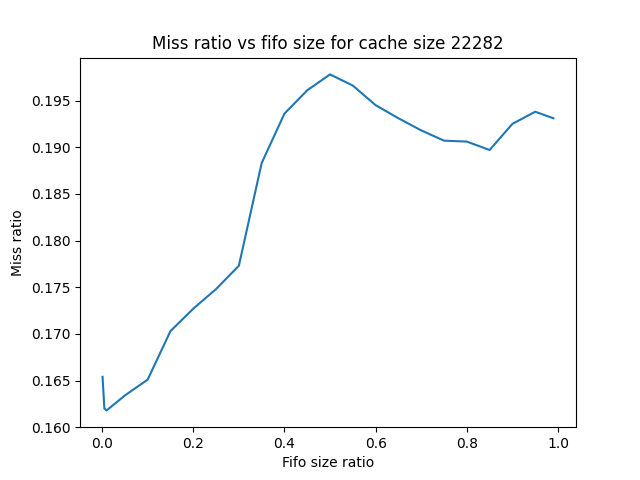 Miss ratio vs fifo size for cache size 22282
0.195
0.190
0.185
0.180
0.175
0.170
0.165
0.160
Miss ratio
0.0 0.2 0.4 0.6 0.8 1.0
Fifo size ratio